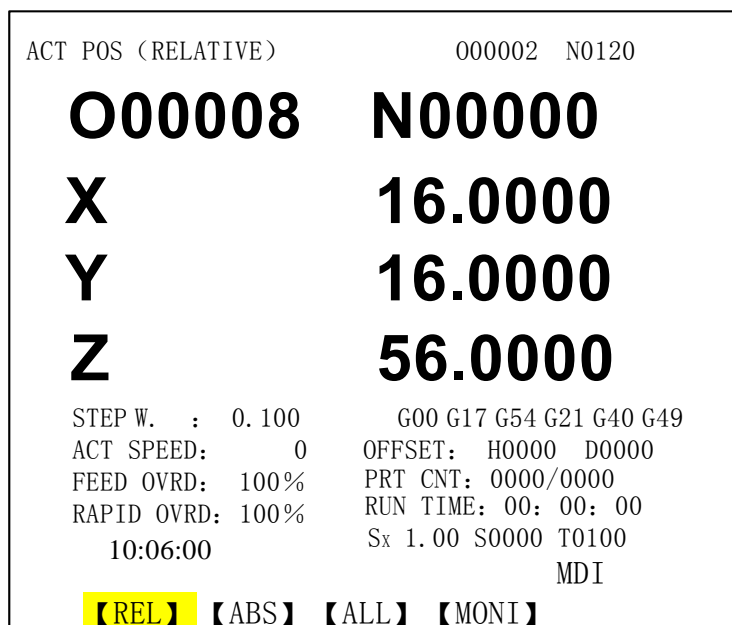 ACT POS（RELATIVE） O00002 N0120
O00008 N00000
X 16.0000
Y 16.0000
Z 56.0000
STEP W. ： 0.100 G00 G17 G54 G21 G40 G49
ACT SPEED： 0 OFFSET： H0000 D0000
FEED OVRD： 100％ PRT CNT：0000/0000
RAPID OVRD：100％ RUN TIME：00：00：00
10:06:00 Sx 1.00 S0000 T0100
MDI
【REL】 【ABS】 【ALL】 【MONI】